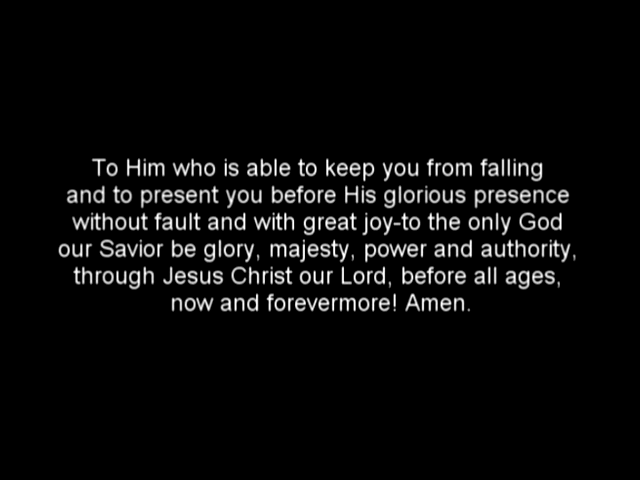 To Him who is able to keep you from falling
and to present you before His glorious presence
without fault and with great joy-to the only God
our Savior be glory, majesty, power and authority,
through Jesus Christ our Lord, before all ages,
now and forevermore! Amen.